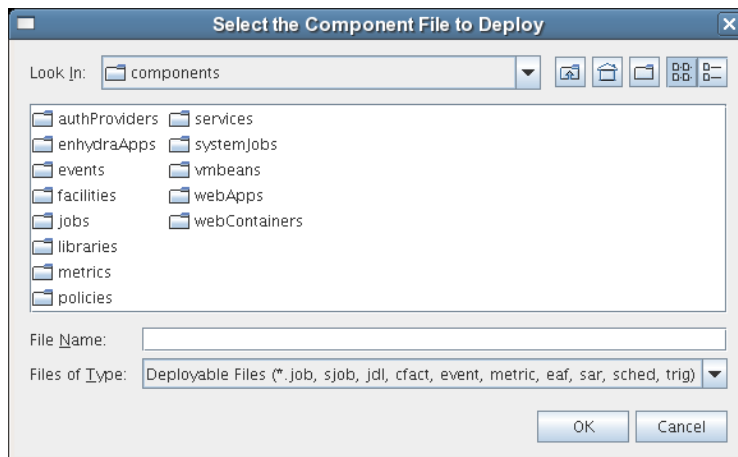 Select the Component File to Deploy
Look In: components
authProviders services
enhydraApps systemJobs
events vmbeans
facilities webApps
jobs webContainers
libraries
metrics
policies
File Name:
Files of Type: Deployable Files (*.job, sjob, jdl, cfact, event, metric, eaf, sar, sched, trig)
OK Cancel